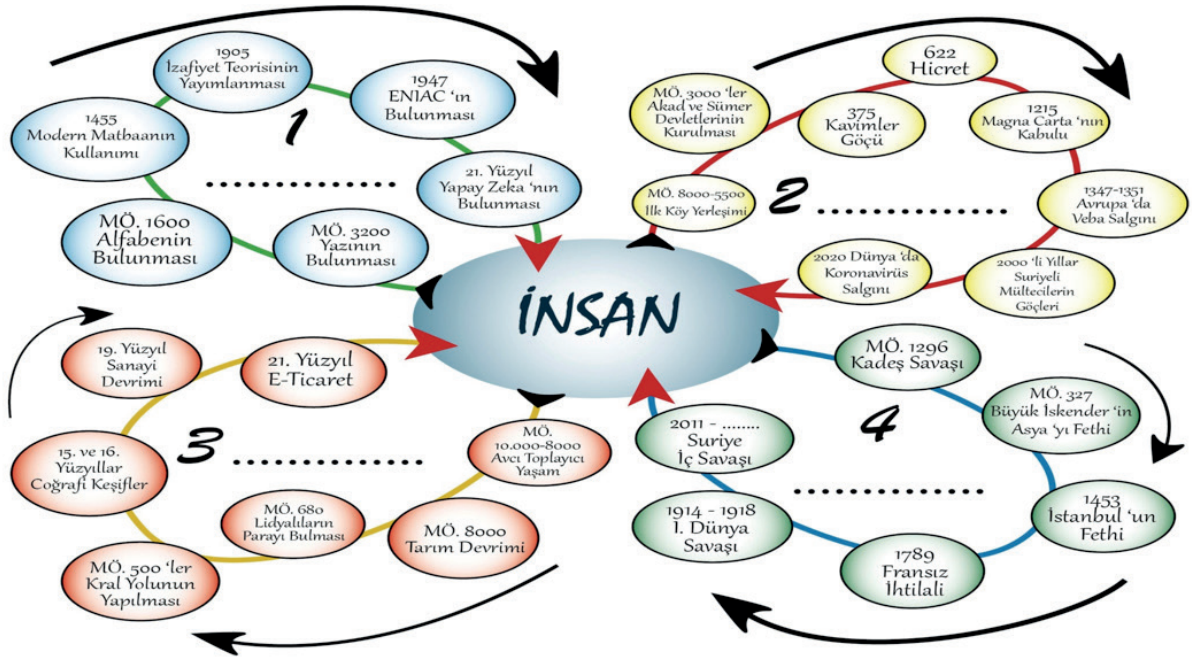 1905
İzafiyet Teorisinin
Yayımlanması
1947
ENIAC 'ın
Bulunması
1455
Modern Matbaanın
Kullanımı
1
....................
21. Yüzyıl
Yapay Zeka 'nın
Bulunması
MÖ. 1600
Alfabenin
Bulunması
MÖ. 3200
Yazının
Bulunması
622
Hicret
MÖ. 3000 'ler
Akad ve Sümer
Devletlerinin
Kurulması
375
Kavimler
Göçü
1215
Magna Carta 'nın
Kabulu
MÖ. 8000-5500
İlk Köy Yerleşimi
2
....................
1347-1351
Avrupa 'da
Veba Salgını
2020 Dünya 'da
Koronavirüs
Salgını
2000 'li Yıllar
Suriyeli
Mültecilerin
Göçleri
İNSAN
19. Yüzyıl
Sanayi
Devrimi
21. Yüzyıl
E-Ticaret
15. ve 16.
Yüzyıllar
Coğrafi Keşifler
3
....................
MÖ.
10.000-8000
Avcı Toplayıcı
Yaşam
MÖ. 680
Lidyalıların
Parayı Bulması
MÖ. 8000
Tarım Devrimi
MÖ. 500 'ler
Kral Yolunun
Yapılması
MÖ. 1296
Kadeş Savaşı
MÖ. 327
Büyük İskender 'in
Asya 'yı Fethi
2011 - ........
Suriye
İç Savaşı
4
....................
1914 - 1918
I. Dünya
Savaşı
1453
İstanbul 'un
Fethi
1789
Fransız
İhtilali